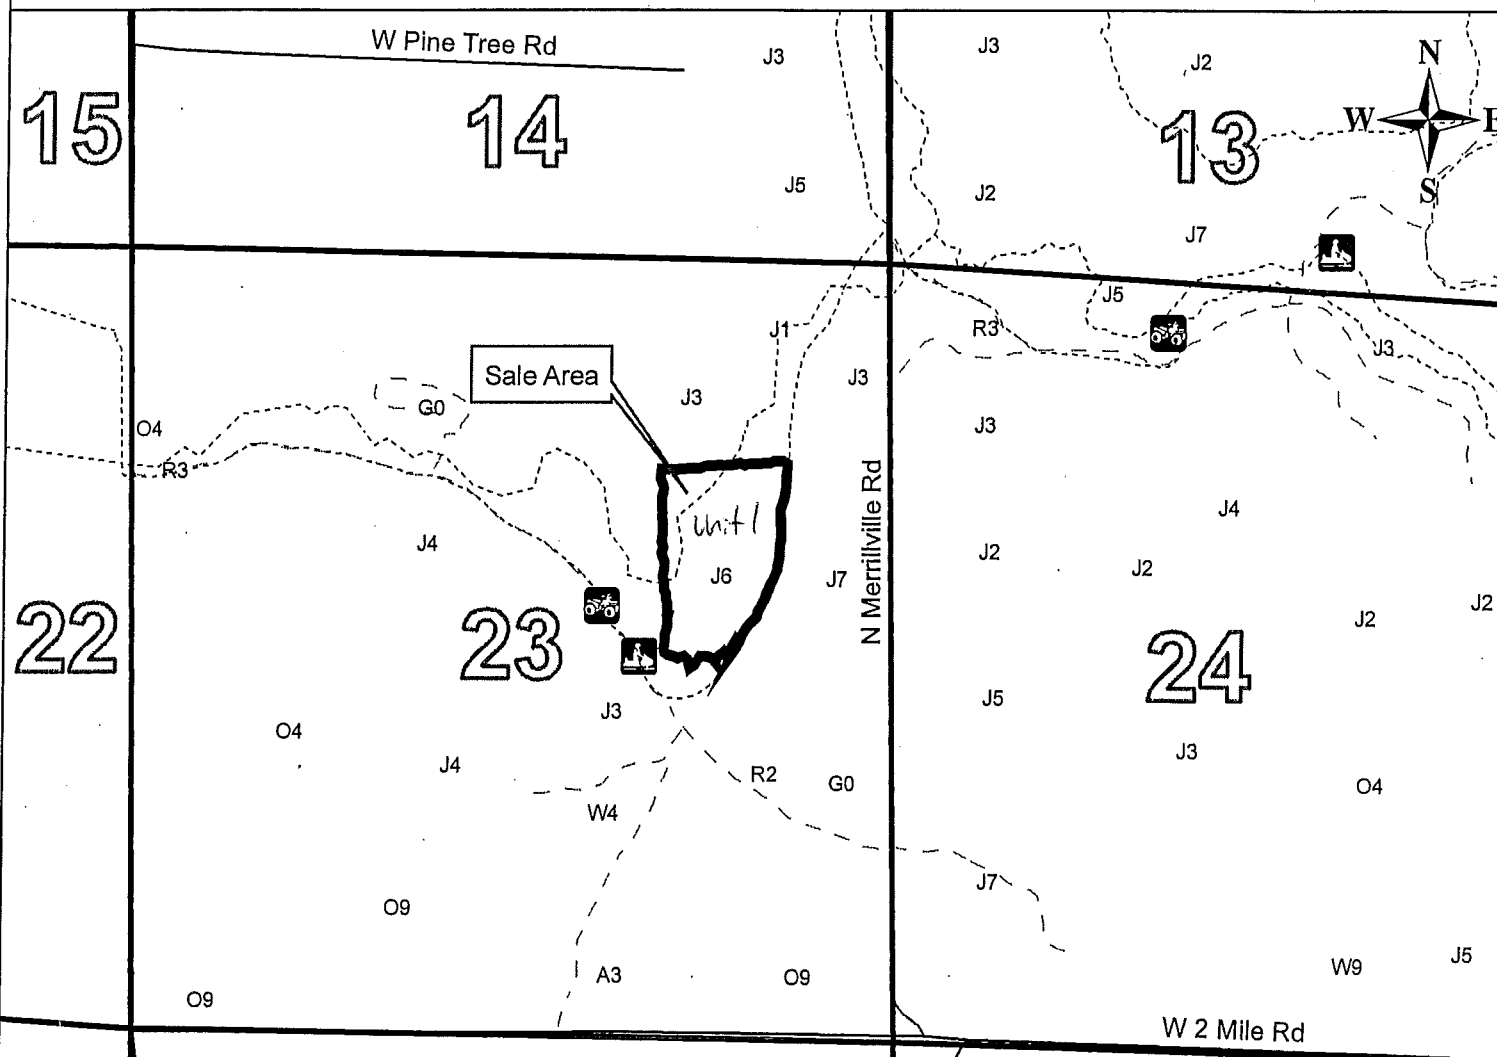 W Pine Tree Rd
J3
J3
J2
N
W
E
S
15
14
13
J5
J2
J7
J5
R3
J1
J3
Sale Area
J3
J3
G0
O4
R3
J3
N Merrillville Rd
J4
Unit 1
J4
J2
J2
J6
J7
J2
J2
22
23
24
J3
J5
O4
J4
J3
R2
G0
O4
W4
J7
O9
A3
O9
W9
J5
O9
W 2 Mile Rd